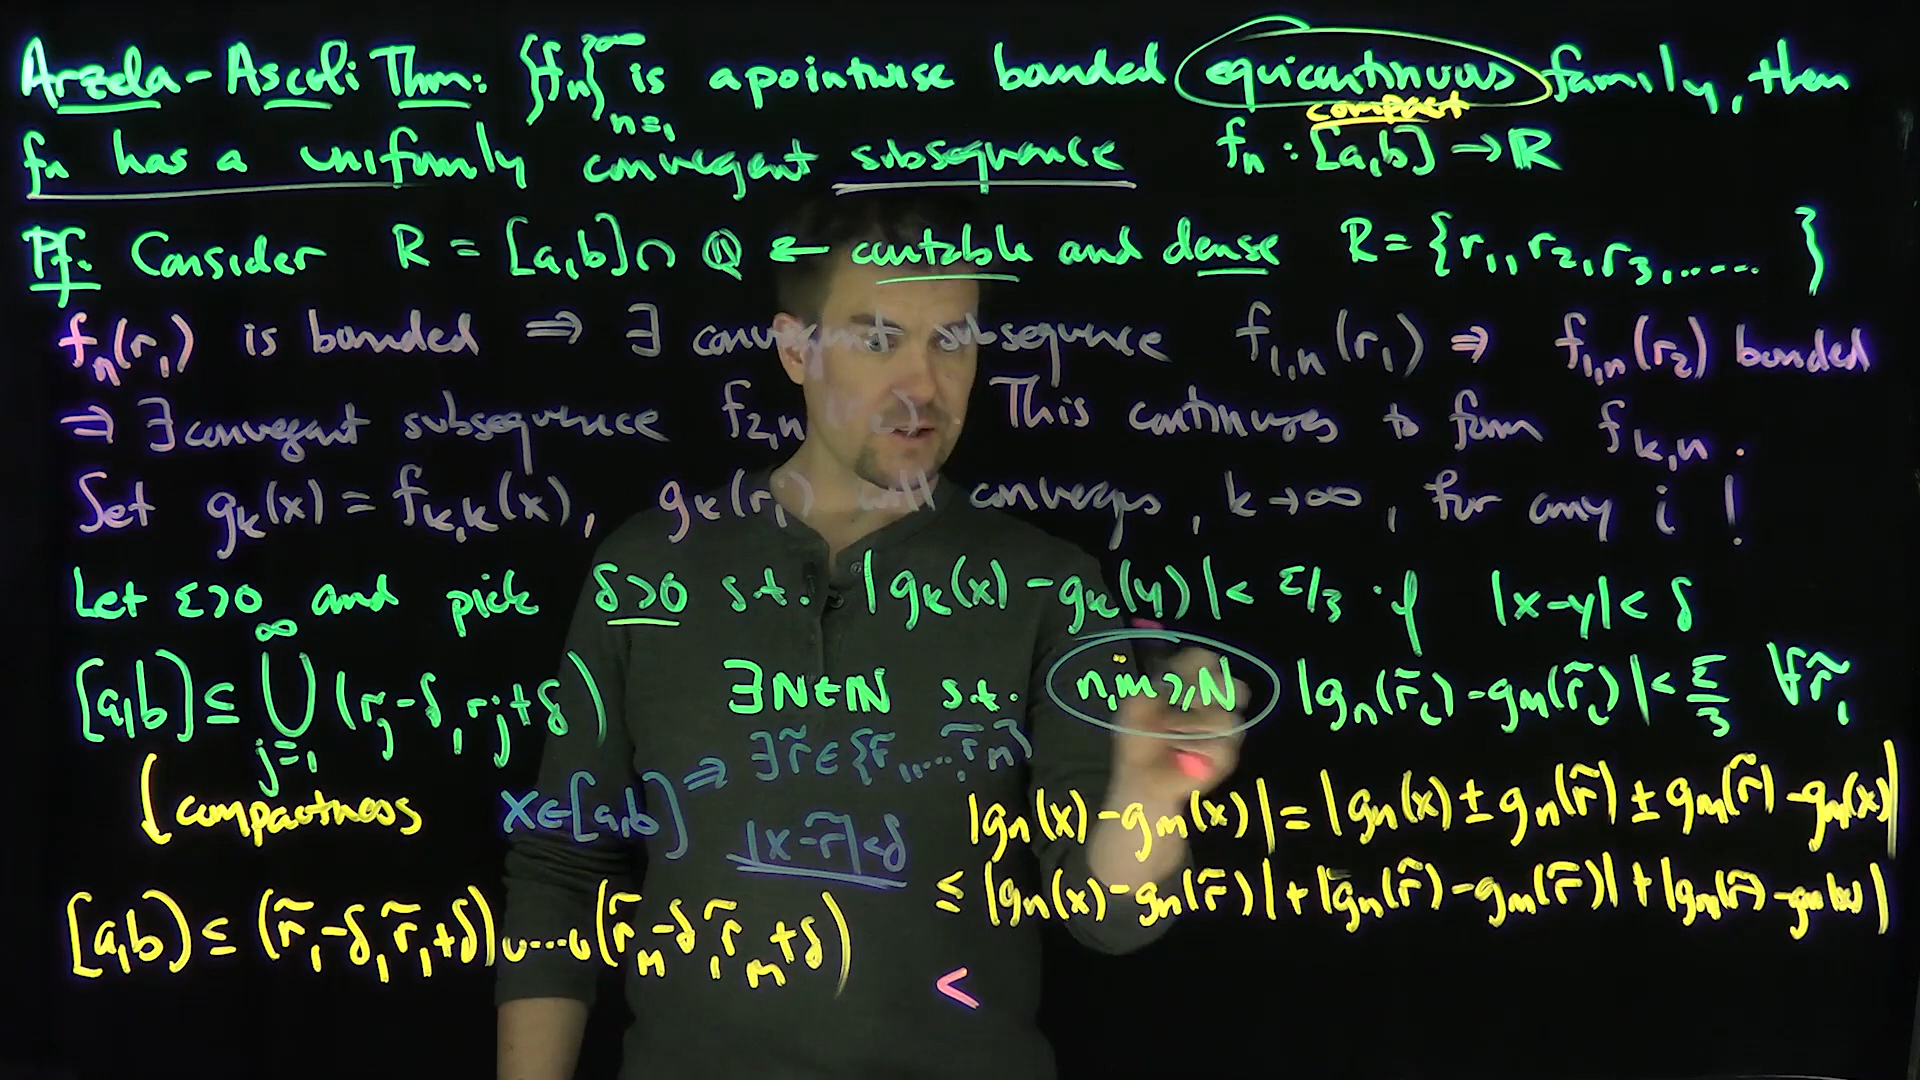 Arzela-Ascoli Thm: {fn}∞n=1 is a pointwise bounded equicontinuous family, then
compact
fn has a uniformly convergent subsequence fn : [a,b] → ℝ
Pf: Consider R = [a,b] ∩ ℚ ← countable and dense R = {r1, r2, r3, ..... }
fn(r1) is bounded ⇒ ∃ convergent subsequence f1,n(r1) ⇒ f1,n(r2) bounded
⇒ ∃ convergent subsequence f2,n(r2). This continues to form fk,n.
Set gk(x) = fk,k(x), gk(ri) will converges, k→∞, for any i !
Let ε>0 and pick δ>0 s.t. |gk(x) - gk(y)| < ε/3 if |x-y| < δ
[a,b] ⊆ ∞⋃j=1 (rj-δ, rj+δ) ∃N∈ℕ s.t. n,m ≥ N |gn(r̃i) - gm(r̃i)| < ε/3 ∀ r̃i
( compactness x∈[a,b] ⇒ ∃ r̃ ∈ {r̃1,...,r̃m} |x-r̃|<δ
|gn(x) - gm(x)| = |gn(x) ± gn(r̃) ± gm(r̃) - gm(x)|
≤ |gn(x) - gn(r̃)| + |gn(r̃) - gm(r̃)| + |gm(r̃) - gm(x)|
[a,b] ⊆ (r̃1-δ, r̃1+δ) ∪...∪ (r̃m-δ, r̃m+δ)
<